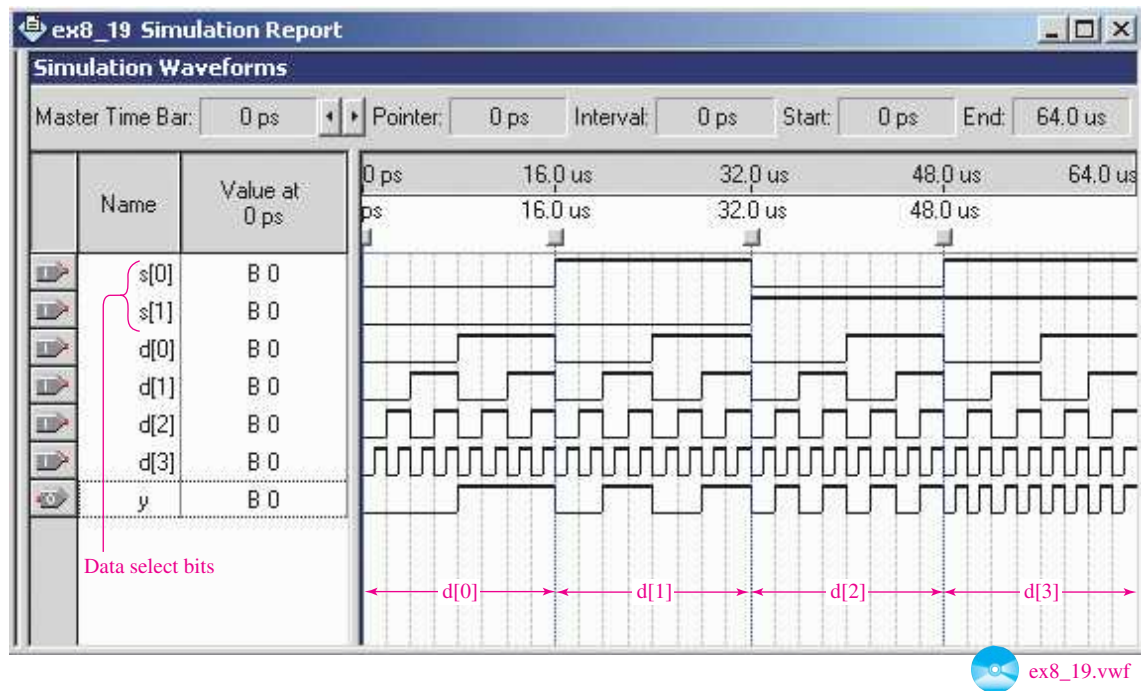 ex8_19 Simulation Report
Simulation Waveforms
Master Time Bar: 0 ps Pointer: 0 ps Interval: 0 ps Start: 0 ps End: 64.0 us
Name Value at 0 ps
0 ps 16.0 us 32.0 us 48.0 us 64.0 us
ps 16.0 us 32.0 us 48.0 us
s[0] B 0
s[1] B 0
d[0] B 0
d[1] B 0
d[2] B 0
d[3] B 0
y B 0
Data select bits
d[0] d[1] d[2] d[3]
ex8_19.vwf